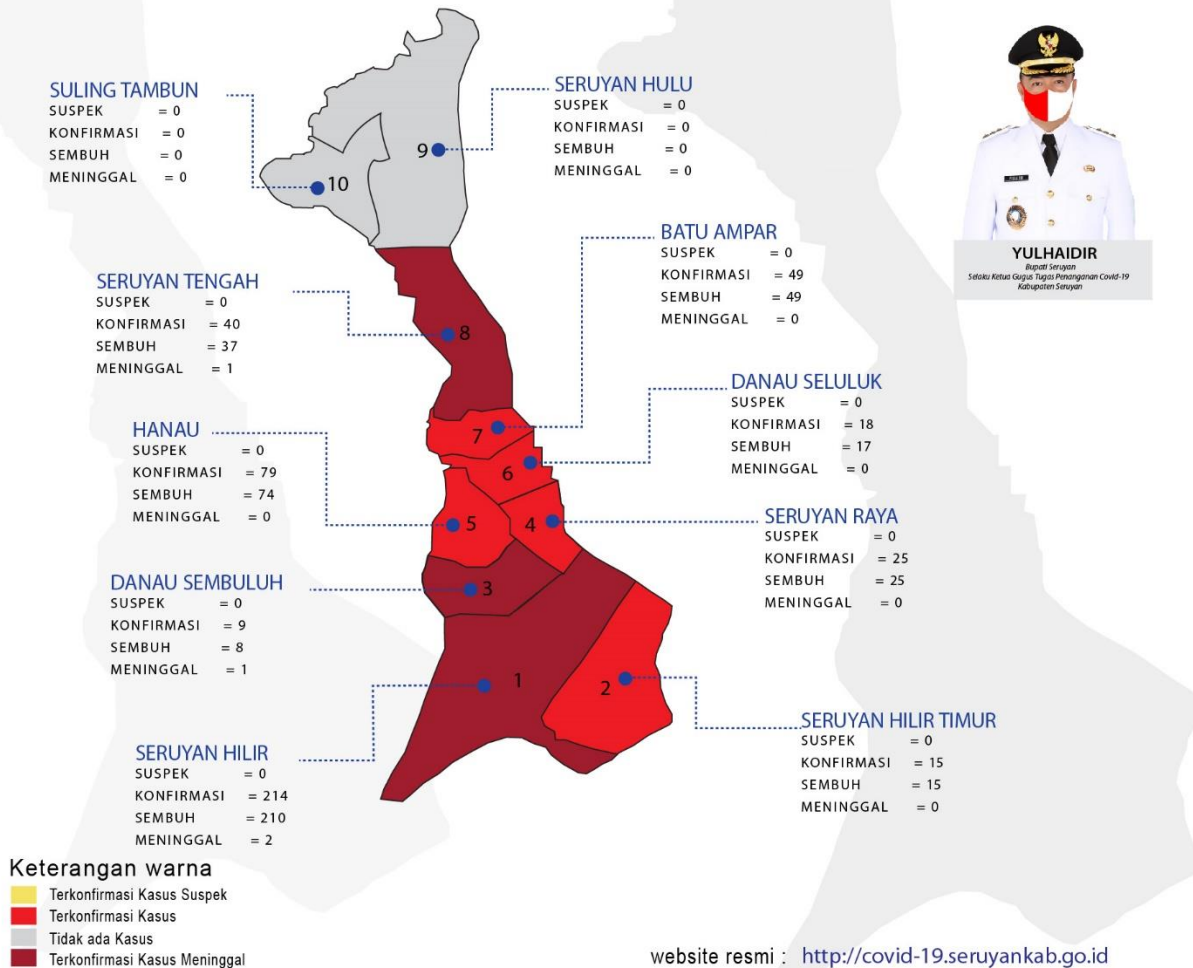 SULING TAMBUN
SUSPEK = 0
KONFIRMASI = 0
SEMBUH = 0
MENINGGAL = 0
SERUYAN HULU
SUSPEK = 0
KONFIRMASI = 0
SEMBUH = 0
MENINGGAL = 0
YULHAIDIR
Bupati Seruyan
Selaku Ketua Gugus Tugas Penanganan Covid-19
Kabupaten Seruyan
9
10
BATU AMPAR
SUSPEK = 0
KONFIRMASI = 49
SEMBUH = 49
MENINGGAL = 0
SERUYAN TENGAH
SUSPEK = 0
KONFIRMASI = 40
SEMBUH = 37
MENINGGAL = 1
8
DANAU SELULUK
SUSPEK = 0
KONFIRMASI = 18
SEMBUH = 17
MENINGGAL = 0
HANAU
SUSPEK = 0
KONFIRMASI = 79
SEMBUH = 74
MENINGGAL = 0
7
6
5
4
SERUYAN RAYA
SUSPEK = 0
KONFIRMASI = 25
SEMBUH = 25
MENINGGAL = 0
DANAU SEMBULUH
SUSPEK = 0
KONFIRMASI = 9
SEMBUH = 8
MENINGGAL = 1
3
1
2
SERUYAN HILIR TIMUR
SUSPEK = 0
KONFIRMASI = 15
SEMBUH = 15
MENINGGAL = 0
SERUYAN HILIR
SUSPEK = 0
KONFIRMASI = 214
SEMBUH = 210
MENINGGAL = 2
Keterangan warna
Terkonfirmasi Kasus Suspek
Terkonfirmasi Kasus
Tidak ada Kasus
Terkonfirmasi Kasus Meninggal
website resmi : http://covid-19.seruyankab.go.id